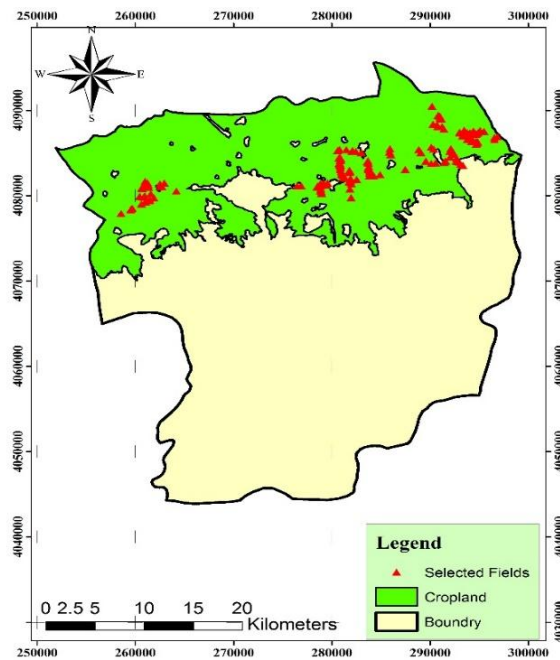 250000 260000 270000 280000 290000 300000
N
W E
S
4090000 4090000
4080000 4080000
4070000 4070000
4060000 4060000
4050000 4050000
4040000 4040000
Legend
Selected Fields
Cropland
Boundry
0 2.5 5 10 15 20
Kilometers
250000 260000 270000 280000 290000 300000